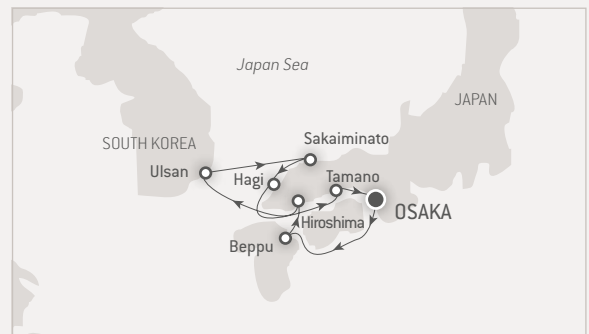 Japan Sea
JAPAN
SOUTH KOREA
Sakaiminato
Ulsan
Hagi
Tamano
OSAKA
Hiroshima
Beppu